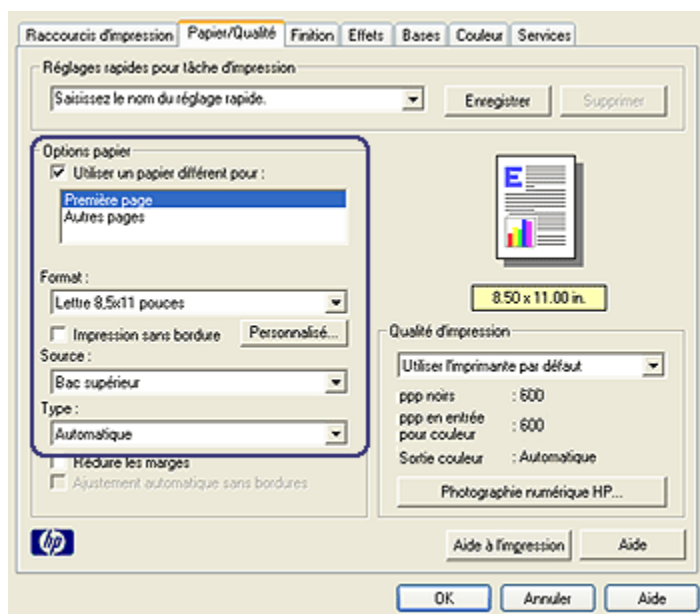 Raccourcis d'impression Papier/Qualité Finition Effets Bases Couleur Services
Réglages rapides pour tâche d'impression
Saisissez le nom du réglage rapide. Enregistrer Supprimer
Options papier
Utiliser un papier différent pour :
Première page
Autres pages
Format :
Lettre 8,5x11 pouces
Impression sans bordure Personnalisé...
Source :
Bac supérieur
Type :
Automatique
Réduire les marges
Ajustement automatique sans bordures
E
8.50 x 11.00 in.
Qualité d'impression
Utiliser l'imprimante par défaut
ppp noirs : 600
ppp en entrée
pour couleur : 600
Sortie couleur : Automatique
Photographie numérique HP...
hp
Aide à l'impression Aide
OK Annuler Aide